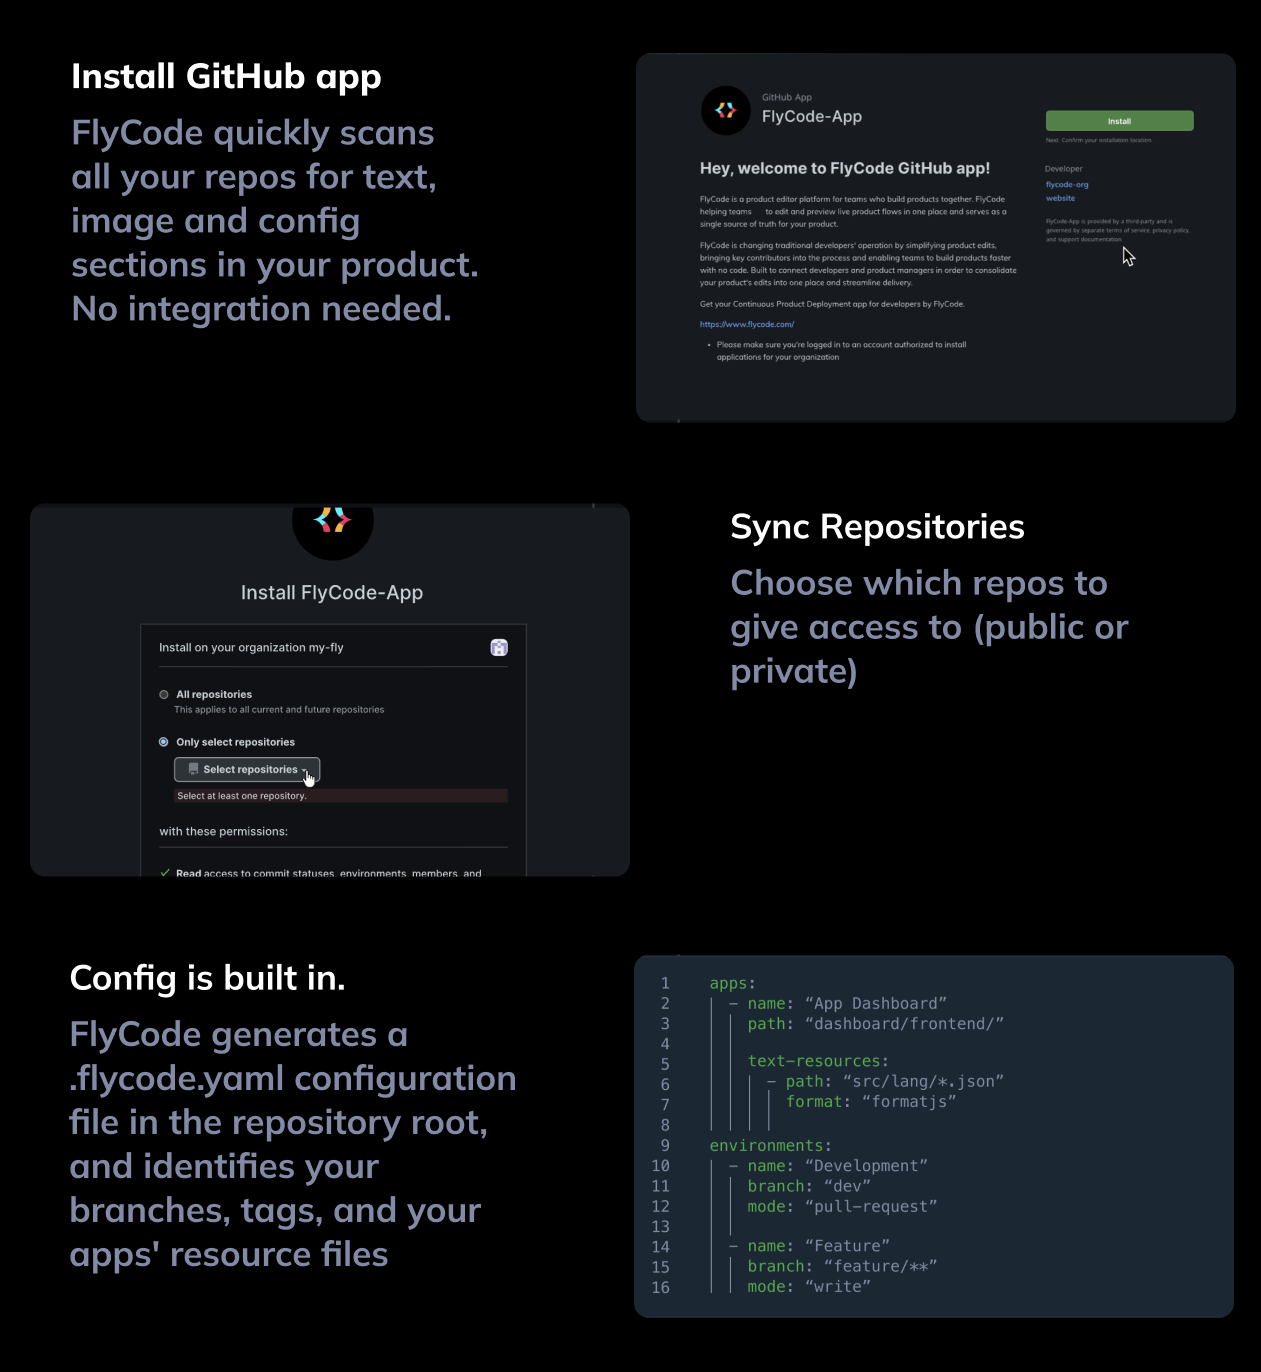 Install GitHub app
FlyCode quickly scans
all your repos for text,
image and config
sections in your product.
No integration needed.
GitHub App
FlyCode-App
Install
Next: Confirm your installation location.
Developer
flycode-org
website
FlyCode-App is provided by a third-party and is
governed by separate terms of service, privacy policy,
and support documentation.
Hey, welcome to FlyCode GitHub app!
FlyCode is a product editor platform for teams who build products together. FlyCode
helping teams to edit and preview live product flows in one place and serves as a
single source of truth for your product.
FlyCode is changing traditional developers' operation by simplifying product edits,
bringing key contributors into the process and enabling teams to build products faster
with no code. Built to connect developers and product managers in order to consolidate
your product's edits into one place and streamline delivery.
Get your Continuous Product Deployment app for developers by FlyCode.
https://www.flycode.com/
• Please make sure you're logged in to an account authorized to install
applications for your organization
Install FlyCode-App
Install on your organization my-fly
All repositories
This applies to all current and future repositories
Only select repositories
Select repositories
Select at least one repository.
with these permissions:
Read access to commit statuses, environments, members, and
Sync Repositories
Choose which repos to
give access to (public or
private)
Config is built in.
FlyCode generates a
.flycode.yaml configuration
file in the repository root,
and identifies your
branches, tags, and your
apps' resource files
1 apps:
2 - name: “App Dashboard”
3 path: “dashboard/frontend/”
4
5 text-resources:
6 - path: “src/lang/*.json”
7 format: “formatjs”
8
9 environments:
10 - name: “Development”
11 branch: “dev”
12 mode: “pull-request”
13
14 - name: “Feature”
15 branch: “feature/**”
16 mode: “write”